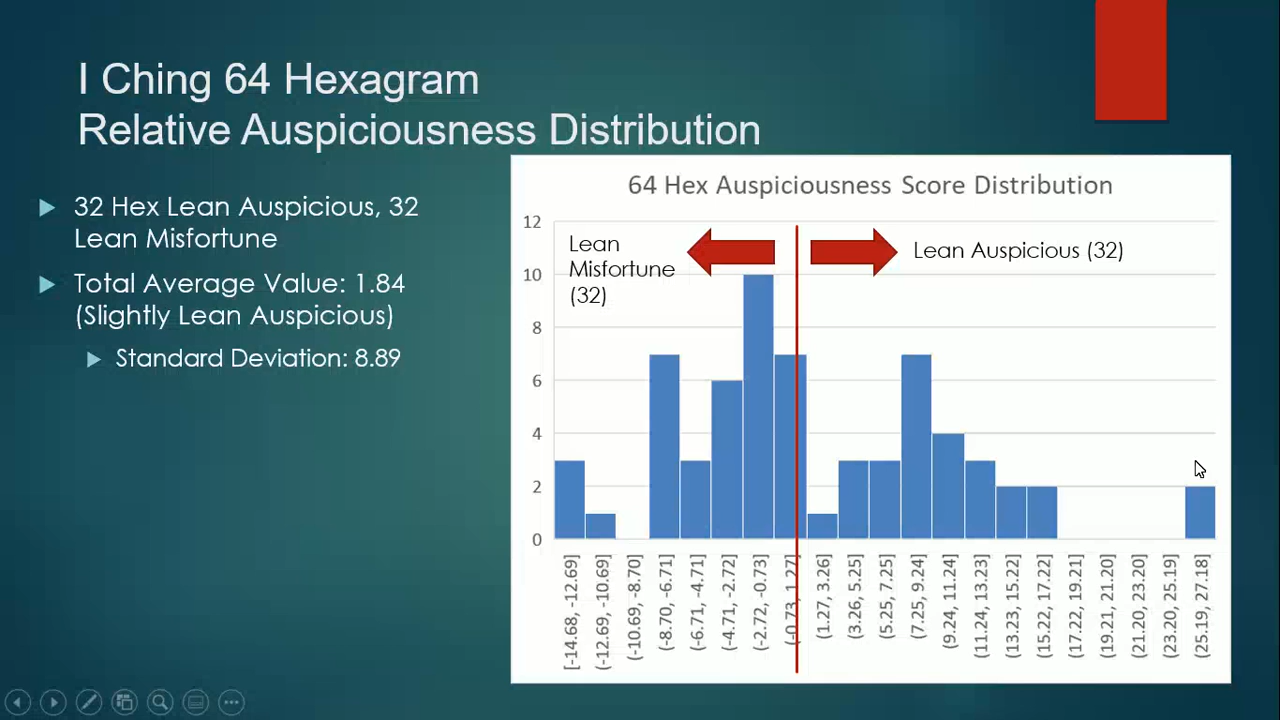 I Ching 64 Hexagram
Relative Auspiciousness Distribution
32 Hex Lean Auspicious, 32
Lean Misfortune
Total Average Value: 1.84
(Slightly Lean Auspicious)
Standard Deviation: 8.89
64 Hex Auspiciousness Score Distribution
Lean
Misfortune
(32)
Lean Auspicious (32)
12
10
8
6
4
2
0
[-14.68, -12.69]
(-12.69, -10.69]
(-10.69, -8.70]
(-8.70, -6.71]
(-6.71, -4.71]
(-4.71, -2.72]
(-2.72, -0.73]
(-0.73, 1.27]
(1.27, 3.26]
(3.26, 5.25]
(5.25, 7.25]
(7.25, 9.24]
(9.24, 11.24]
(11.24, 13.23]
(13.23, 15.22]
(15.22, 17.22]
(17.22, 19.21]
(19.21, 21.20]
(21.20, 23.20]
(23.20, 25.19]
(25.19, 27.18]